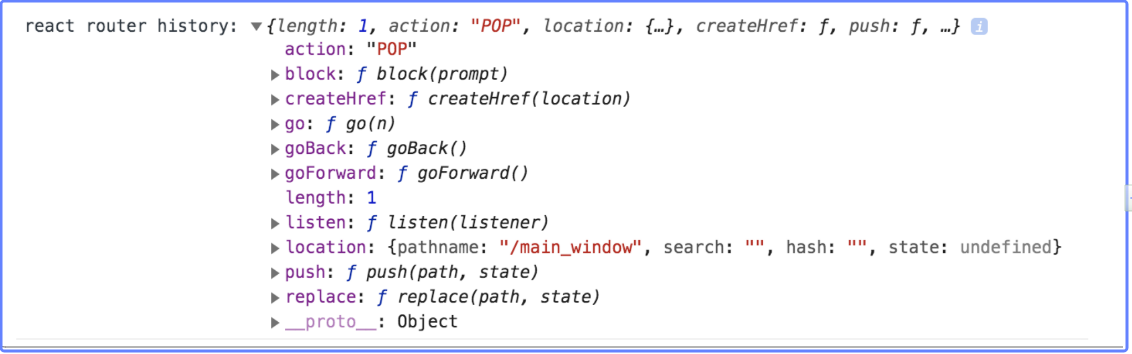 react router history: ▼{length: 1, action: "POP", location: {…}, createHref: ƒ, push: ƒ, …} i
action: "POP"
▶block: ƒ block(prompt)
▶createHref: ƒ createHref(location)
▶go: ƒ go(n)
▶goBack: ƒ goBack()
▶goForward: ƒ goForward()
length: 1
▶listen: ƒ listen(listener)
▶location: {pathname: "/main_window", search: "", hash: "", state: undefined}
▶push: ƒ push(path, state)
▶replace: ƒ replace(path, state)
▶__proto__: Object